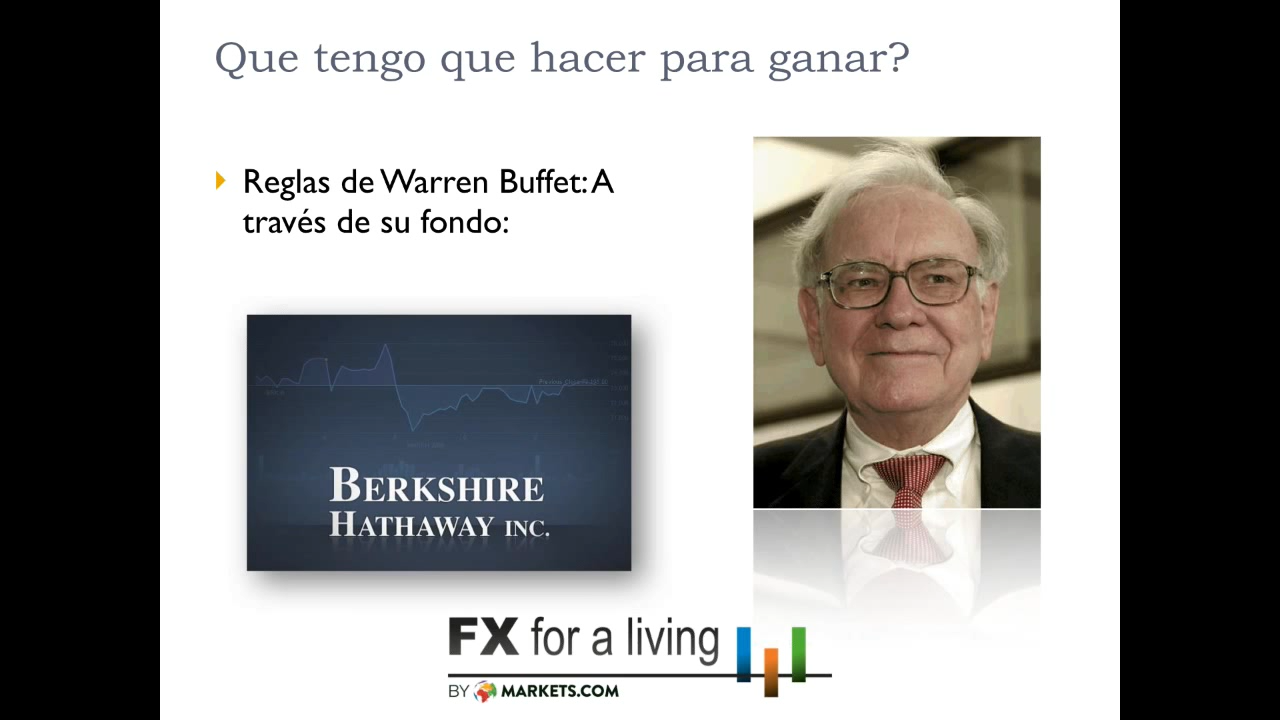 Que tengo que hacer para ganar?
Reglas de Warren Buffet: A
través de su fondo:
BERKSHIRE
HATHAWAY INC.
FX for a living
BY MARKETS.COM